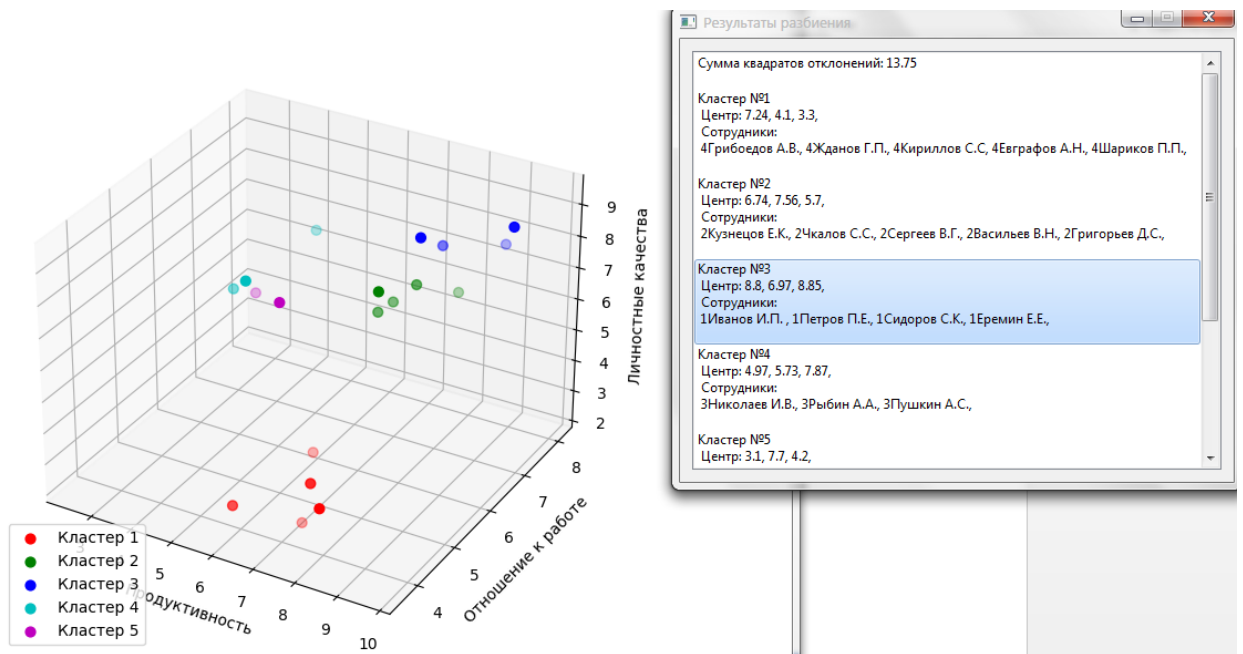 Результаты разбиения
Сумма квадратов отклонений: 13.75
Кластер №1
Центр: 7.24, 4.1, 3.3,
Сотрудники:
4Грибоедов А.В., 4Жданов Г.П., 4Кириллов С.С, 4Евграфов А.Н., 4Шариков П.П.,
Кластер №2
Центр: 6.74, 7.56, 5.7,
Сотрудники:
2Кузнецов Е.К., 2Чкалов С.С., 2Сергеев В.Г., 2Васильев В.Н., 2Григорьев Д.С.,
Кластер №3
Центр: 8.8, 6.97, 8.85,
Сотрудники:
1Иванов И.П. , 1Петров П.Е., 1Сидоров С.К., 1Еремин Е.Е.,
Кластер №4
Центр: 4.97, 5.73, 7.87,
Сотрудники:
3Николаев И.В., 3Рыбин А.А., 3Пушкин А.С.,
Кластер №5
Центр: 3.1, 7.7, 4.2,
9
8
7
6
5
4
3
2
Личностные качества
8
7
6
5
4
Отношение к работе
3
5
6
7
8
9
10
Продуктивность
Кластер 1
Кластер 2
Кластер 3
Кластер 4
Кластер 5